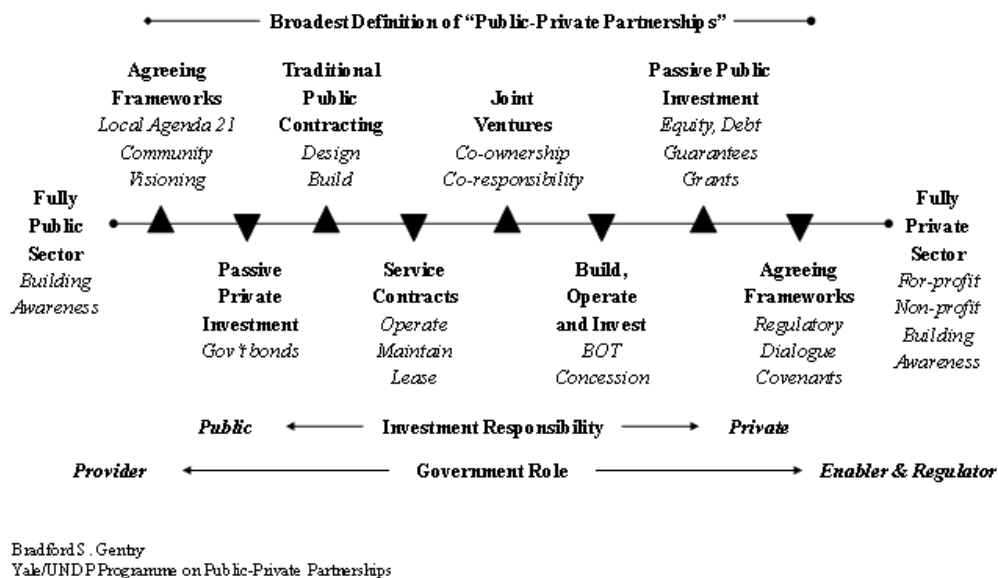 Broadest Definition of “Public-Private Partnerships”
Agreeing
Frameworks
Local Agenda 21
Community
Visioning
Traditional
Public
Contracting
Design
Build
Joint
Ventures
Co-ownership
Co-responsibility
Passive Public
Investment
Equity, Debt
Guarantees
Grants
Fully
Public
Sector
Building
Awareness
Fully
Private
Sector
For-profit
Non-profit
Building
Awareness
Passive
Private
Investment
Gov't bonds
Service
Contracts
Operate
Maintain
Lease
Build,
Operate
and Invest
BOT
Concession
Agreeing
Frameworks
Regulatory
Dialogue
Covenants
Public Investment Responsibility Private
Provider Government Role Enabler & Regulator
Bradford S. Gentry
Yale/UNDP Programme on Public-Private Partnerships